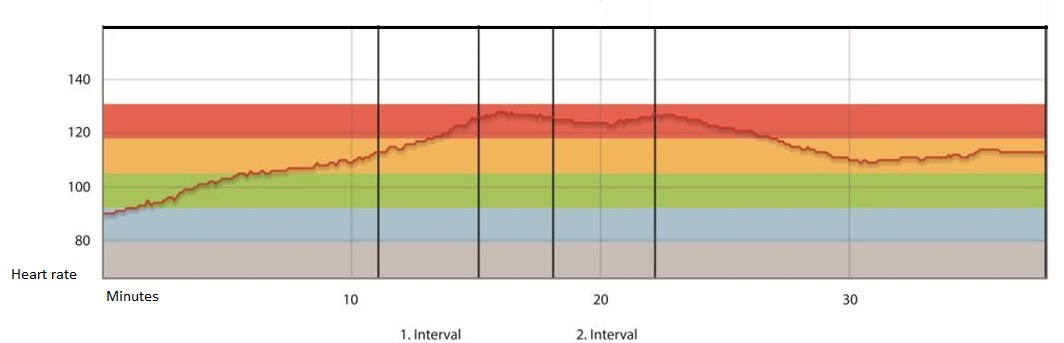 140
120
100
80
Heart rate
Minutes
10 20 30
1. Interval 2. Interval